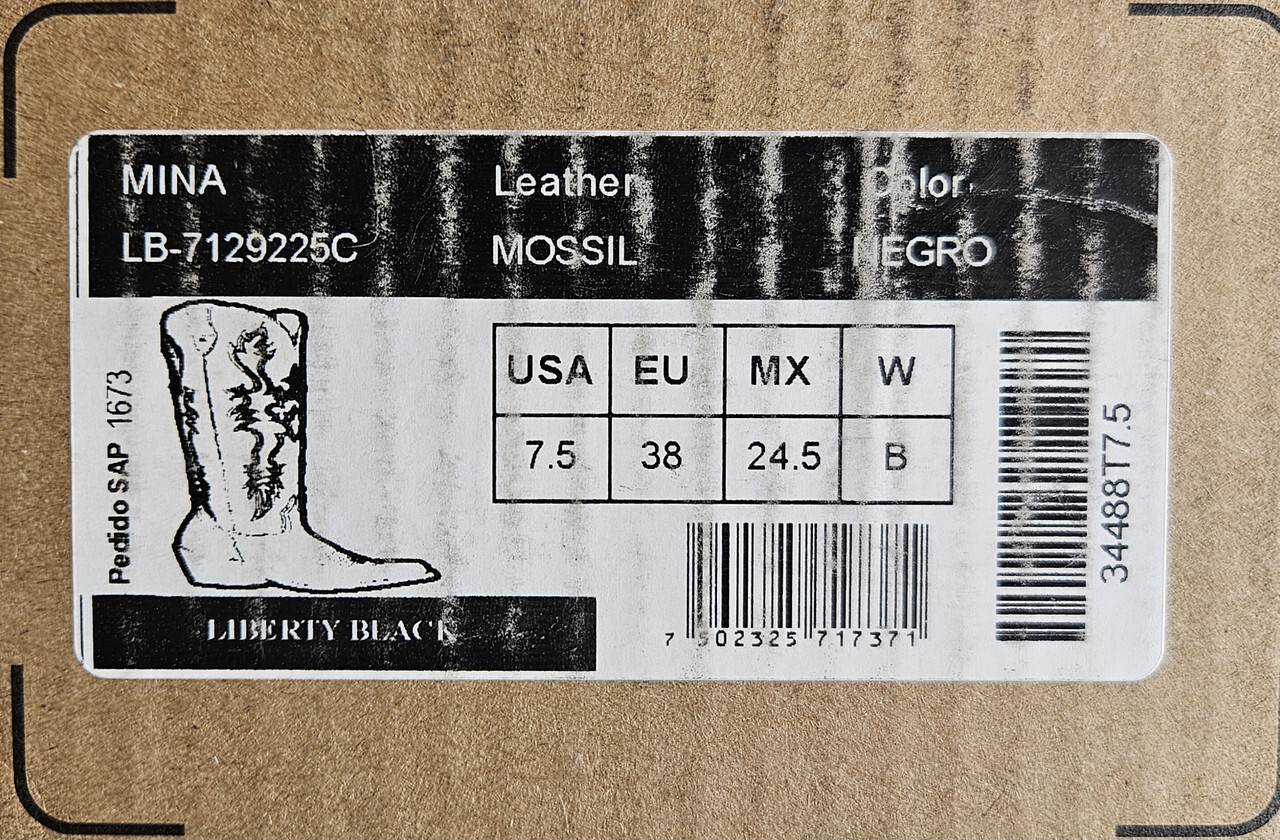 MINA Leather Color
LB-7129225C MOSSIL NEGRO
Pedido SAP 1673
USA EU MX W
7.5 38 24.5 B
34488T7.5
7 502325 717371
LIBERTY BLACK